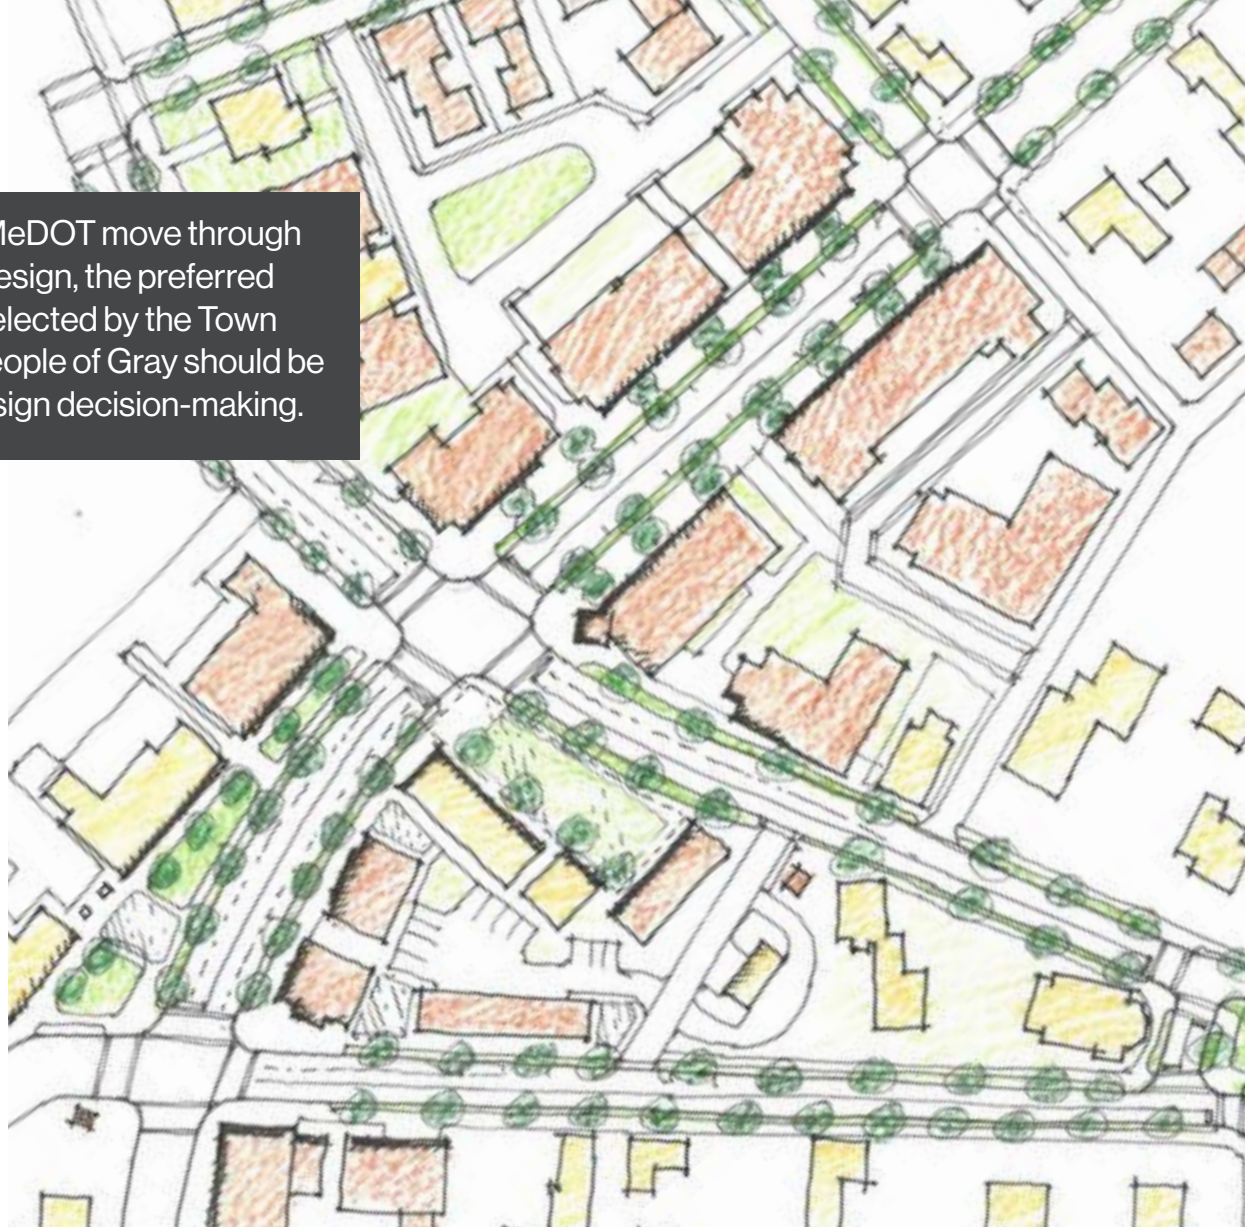 MeDOT move through
esign, the preferred
elected by the Town
eople of Gray should be
sign decision-making.